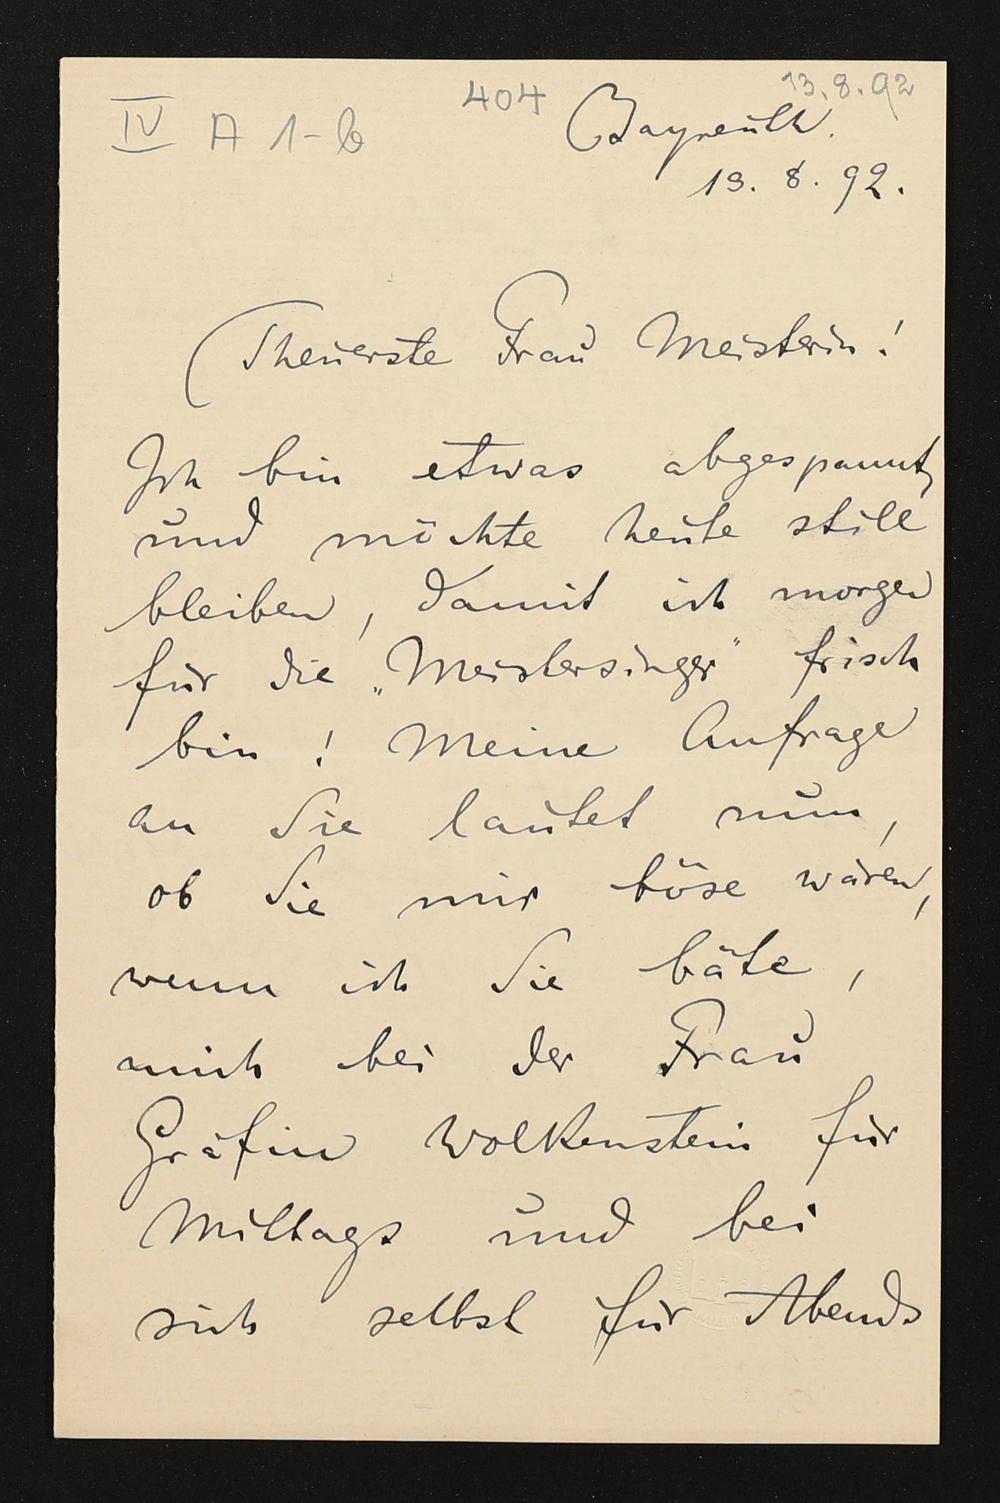 404
13.8.92
IV A 1-b
Bayreuth.
13. 8. 92.
Theuerste Frau Meisterin!
Ich bin etwas abgespannt,
und möchte heute still
bleiben, damit ich morgen
für die „Meistersinger" frisch
bin! Meine Anfrage
an Sie lautet nun,
ob Sie mir böse wären,
wenn ich Sie bäte,
mich bei der Frau
Gräfin Wolkenstein für
Mittags und bei
sich selbst für Abends